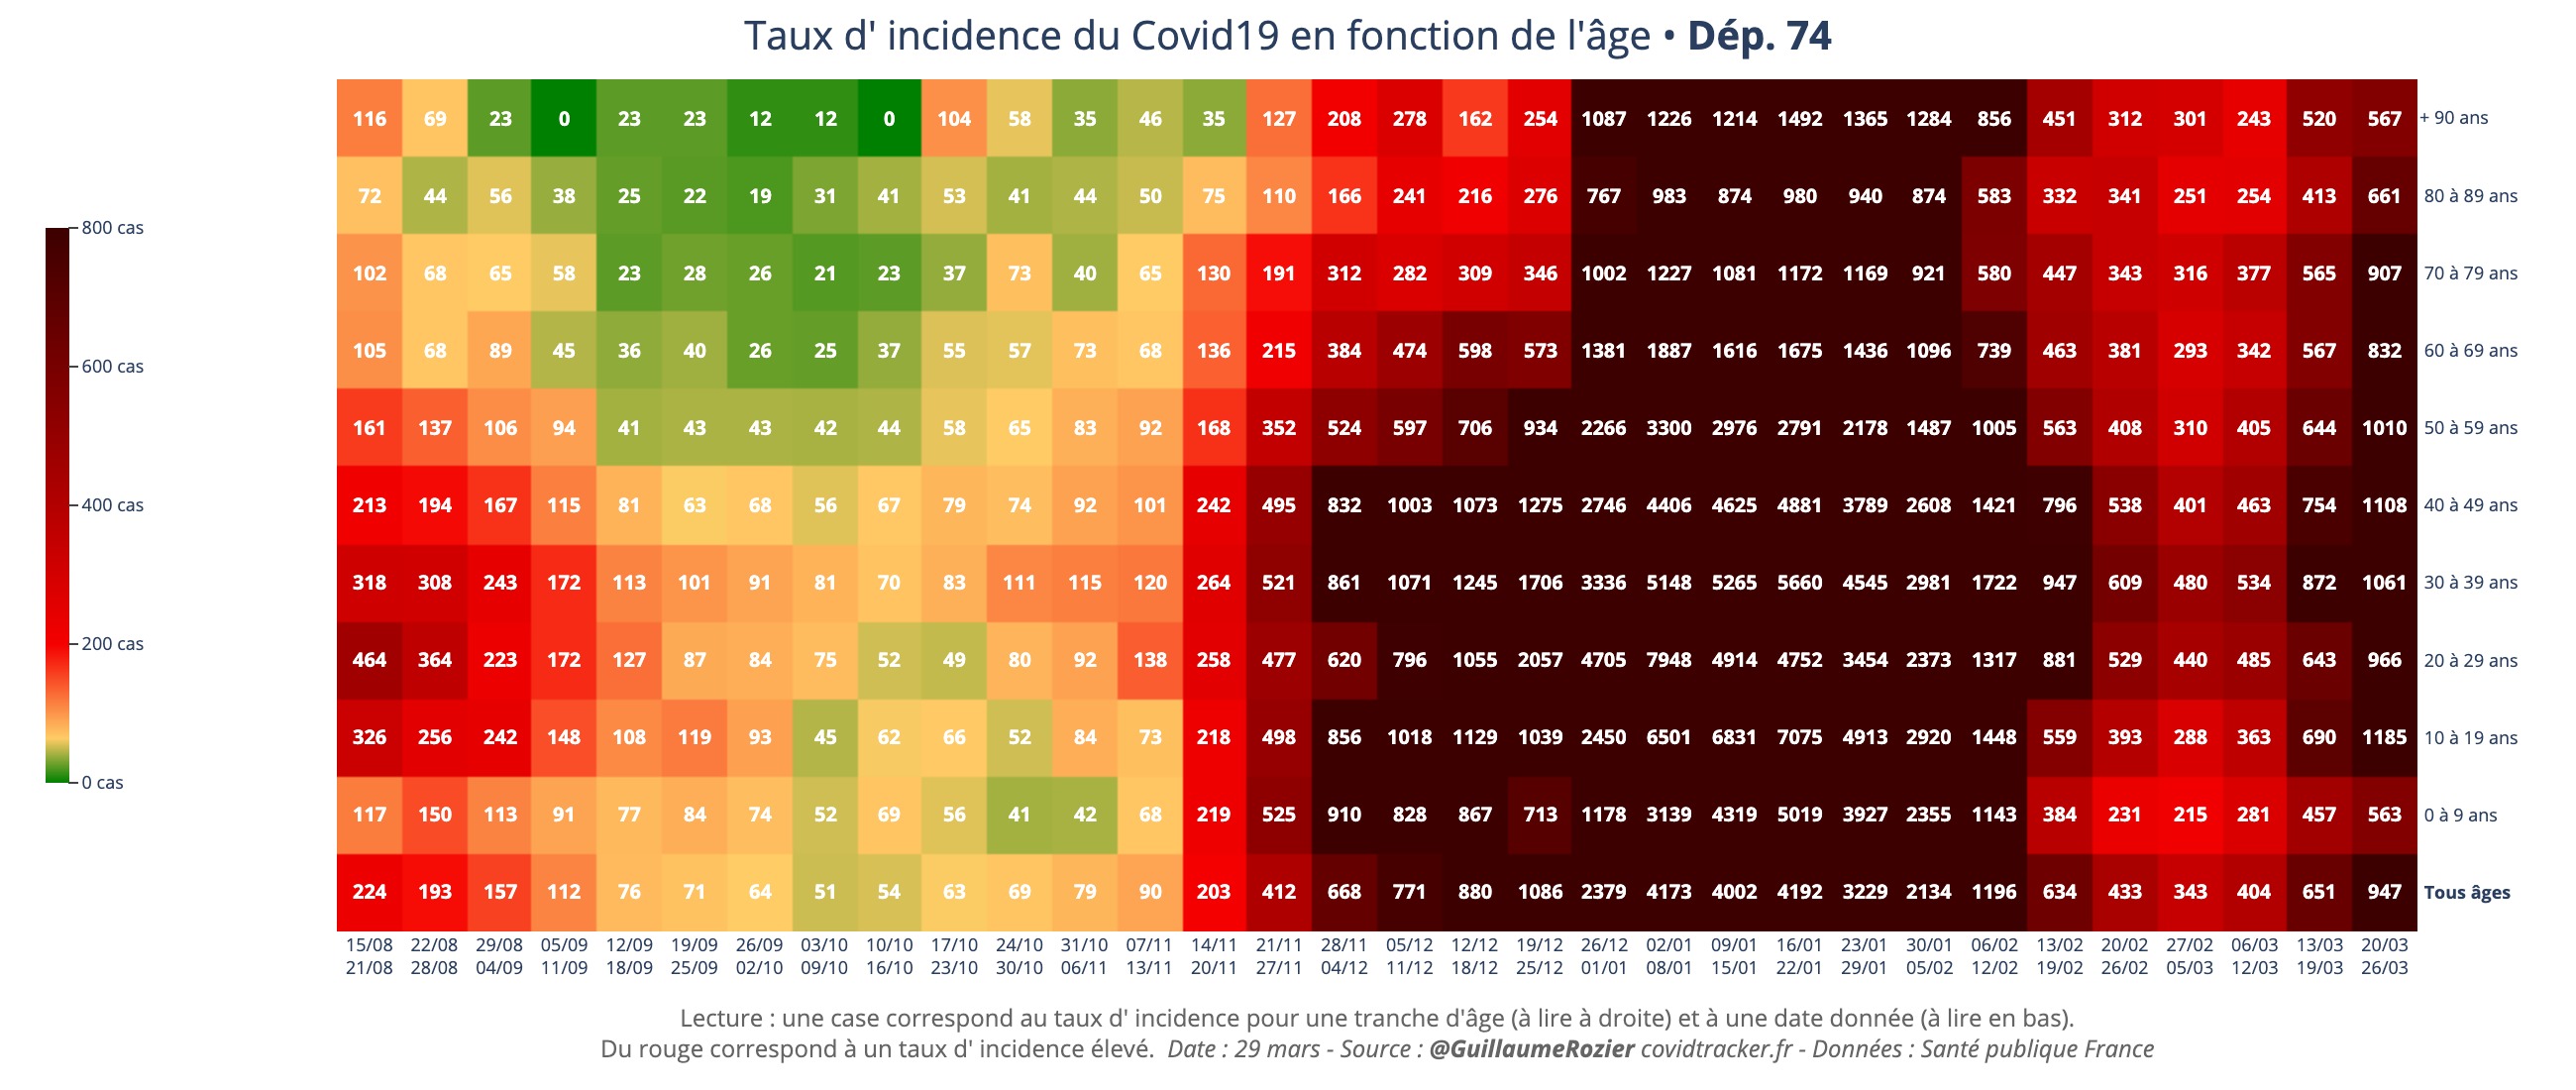 Taux d' incidence du Covid19 en fonction de l'âge • Dép. 74
116 69 23 0 23 23 12 12 0 104 58 35 46 35 127 208 278 162 254 1087 1226 1214 1492 1365 1284 856 451 312 301 243 520 567 + 90 ans
72 44 56 38 25 22 19 31 41 53 41 44 50 75 110 166 241 216 276 767 983 874 980 940 874 583 332 341 251 254 413 661 80 à 89 ans
800 cas
102 68 65 58 23 28 26 21 23 37 73 40 65 130 191 312 282 309 346 1002 1227 1081 1172 1169 921 580 447 343 316 377 565 907 70 à 79 ans
105 68 89 45 36 40 26 25 37 55 57 73 68 136 215 384 474 598 573 1381 1887 1616 1675 1436 1096 739 463 381 293 342 567 832 60 à 69 ans
600 cas
161 137 106 94 41 43 43 42 44 58 65 83 92 168 352 524 597 706 934 2266 3300 2976 2791 2178 1487 1005 563 408 310 405 644 1010 50 à 59 ans
400 cas
213 194 167 115 81 63 68 56 67 79 74 92 101 242 495 832 1003 1073 1275 2746 4406 4625 4881 3789 2608 1421 796 538 401 463 754 1108 40 à 49 ans
318 308 243 172 113 101 91 81 70 83 111 115 120 264 521 861 1071 1245 1706 3336 5148 5265 5660 4545 2981 1722 947 609 480 534 872 1061 30 à 39 ans
200 cas
464 364 223 172 127 87 84 75 52 49 80 92 138 258 477 620 796 1055 2057 4705 7948 4914 4752 3454 2373 1317 881 529 440 485 643 966 20 à 29 ans
326 256 242 148 108 119 93 45 62 66 52 84 73 218 498 856 1018 1129 1039 2450 6501 6831 7075 4913 2920 1448 559 393 288 363 690 1185 10 à 19 ans
0 cas
117 150 113 91 77 84 74 52 69 56 41 42 68 219 525 910 828 867 713 1178 3139 4319 5019 3927 2355 1143 384 231 215 281 457 563 0 à 9 ans
224 193 157 112 76 71 64 51 54 63 69 79 90 203 412 668 771 880 1086 2379 4173 4002 4192 3229 2134 1196 634 433 343 404 651 947 Tous âges
15/08 22/08 29/08 05/09 12/09 19/09 26/09 03/10 10/10 17/10 24/10 31/10 07/11 14/11 21/11 28/11 05/12 12/12 19/12 26/12 02/01 09/01 16/01 23/01 30/01 06/02 13/02 20/02 27/02 06/03 13/03 20/03
21/08 28/08 04/09 11/09 18/09 25/09 02/10 09/10 16/10 23/10 30/10 06/11 13/11 20/11 27/11 04/12 11/12 18/12 25/12 01/01 08/01 15/01 22/01 29/01 05/02 12/02 19/02 26/02 05/03 12/03 19/03 26/03
Lecture : une case correspond au taux d' incidence pour une tranche d'âge (à lire à droite) et à une date donnée (à lire en bas).
Du rouge correspond à un taux d' incidence élevé. Date : 29 mars - Source : @GuillaumeRozier covidtracker.fr - Données : Santé publique France